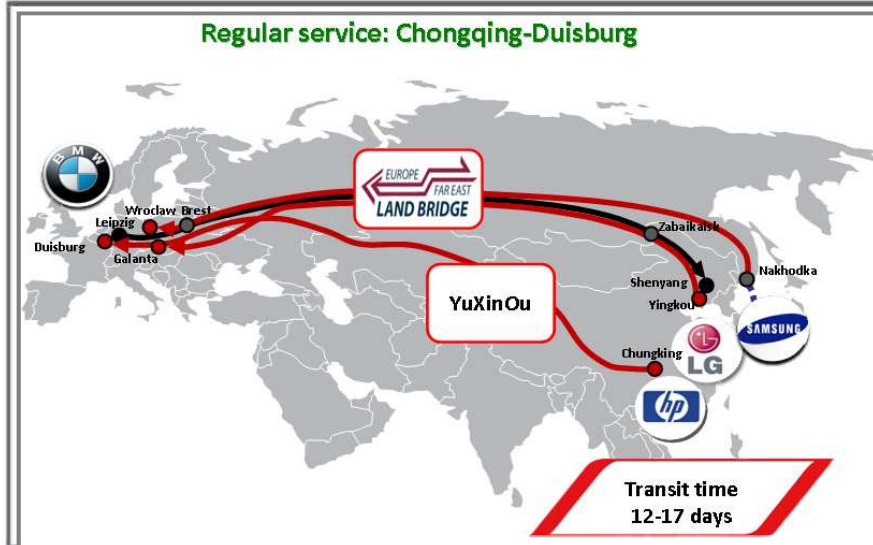 Regular service: Chongqing-Duisburg
BMW
EUROPE
FAR EAST
LAND BRIDGE
Wroclaw
Brest
Leipzig
Duisburg
Galanta
Zabaikalsk
Shenyang
Nakhodka
Yingkou
YuXinOu
SAMSUNG
Chungking
LG
LG
hp
Transit time
12-17 days